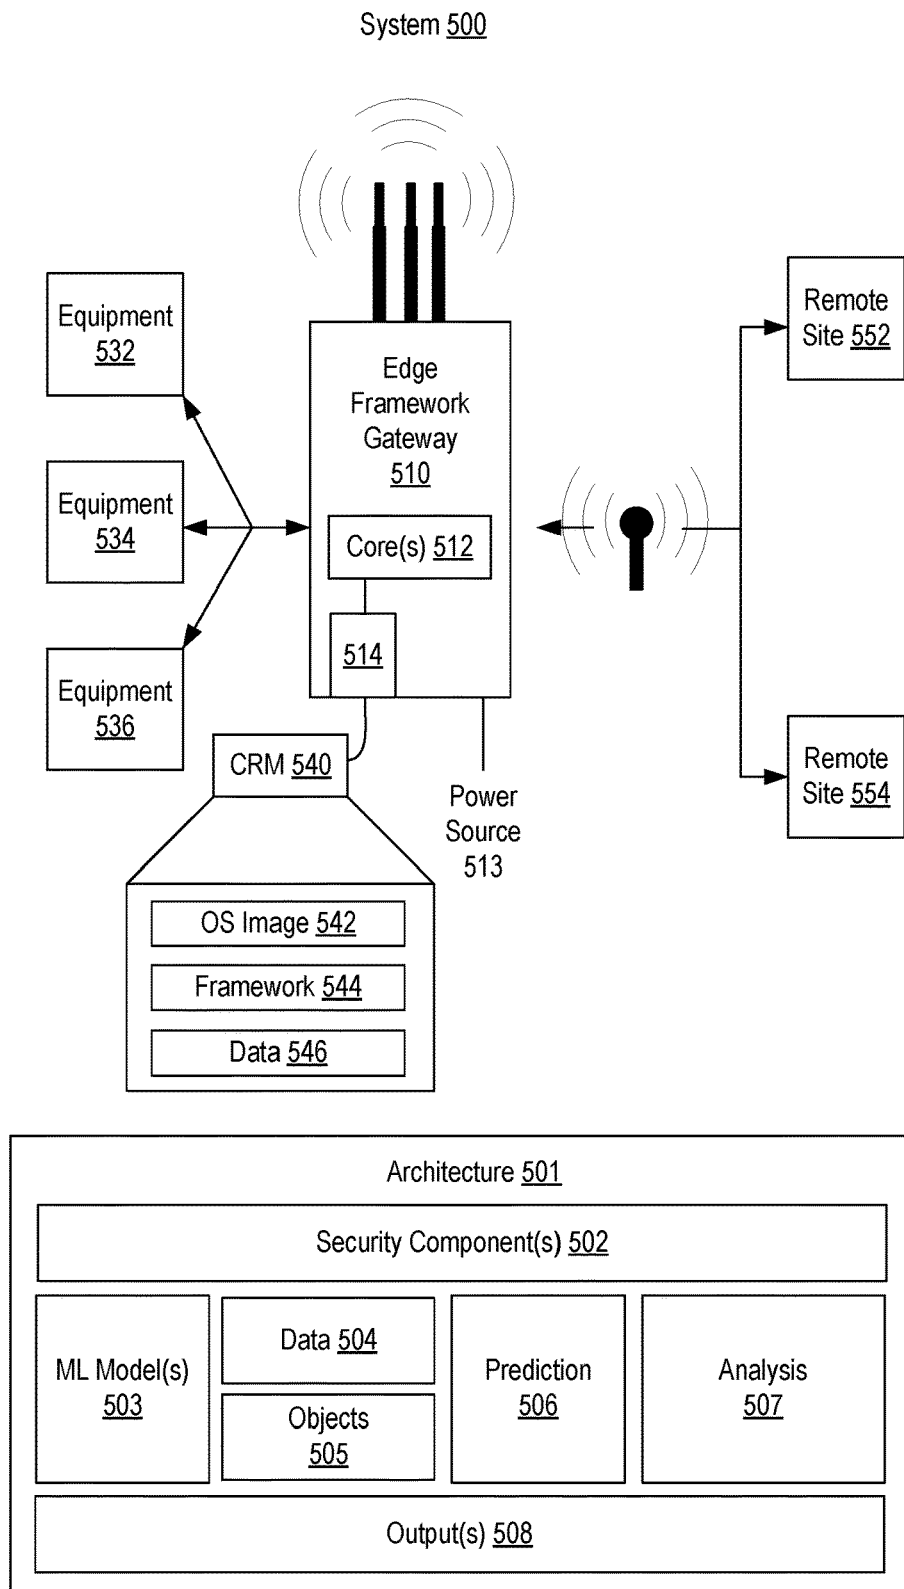 System 500
Equipment
532
Equipment
534
Equipment
536
Edge
Framework
Gateway
510
Core(s) 512
514
Remote
Site 552
Remote
Site 554
CRM 540
Power
Source
513
OS Image 542
Framework 544
Data 546
Architecture 501
Security Component(s) 502
ML Model(s)
503
Data 504
Objects
505
Prediction
506
Analysis
507
Output(s) 508